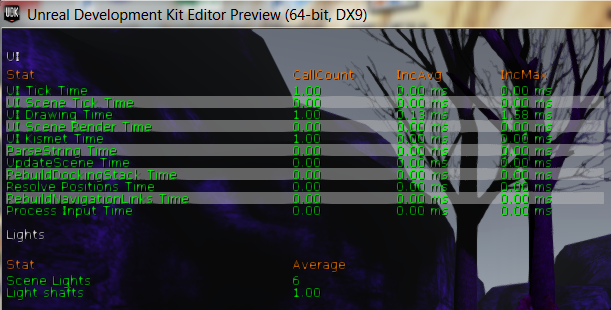 UDK
Unreal Development Kit Editor Preview (64-bit, DX9)
UI
Stat CallCount IncAvg IncMax
UI Tick Time 1.00 0.00 ms 0.00 ms
UI Scene Tick Time 0.00 0.00 ms 0.00 ms
UI Drawing Time 1.00 0.13 ms 1.58 ms
UI Scene Render Time 0.00 0.00 ms 0.00 ms
UI Kismet Time 1.00 0.00 ms 0.06 ms
ParseString Time 0.00 0.00 ms 0.00 ms
UpdateScene Time 0.00 0.00 ms 0.00 ms
RebuildDockingStack Time 0.00 0.00 ms 0.00 ms
Resolve Positions Time 0.00 0.00 ms 0.00 ms
RebuildNavigationLinks Time 0.00 0.00 ms 0.00 ms
Process Input Time 0.00 0.00 ms 0.00 ms
Lights
Stat Average
Scene Lights 6
Light shafts 1.00